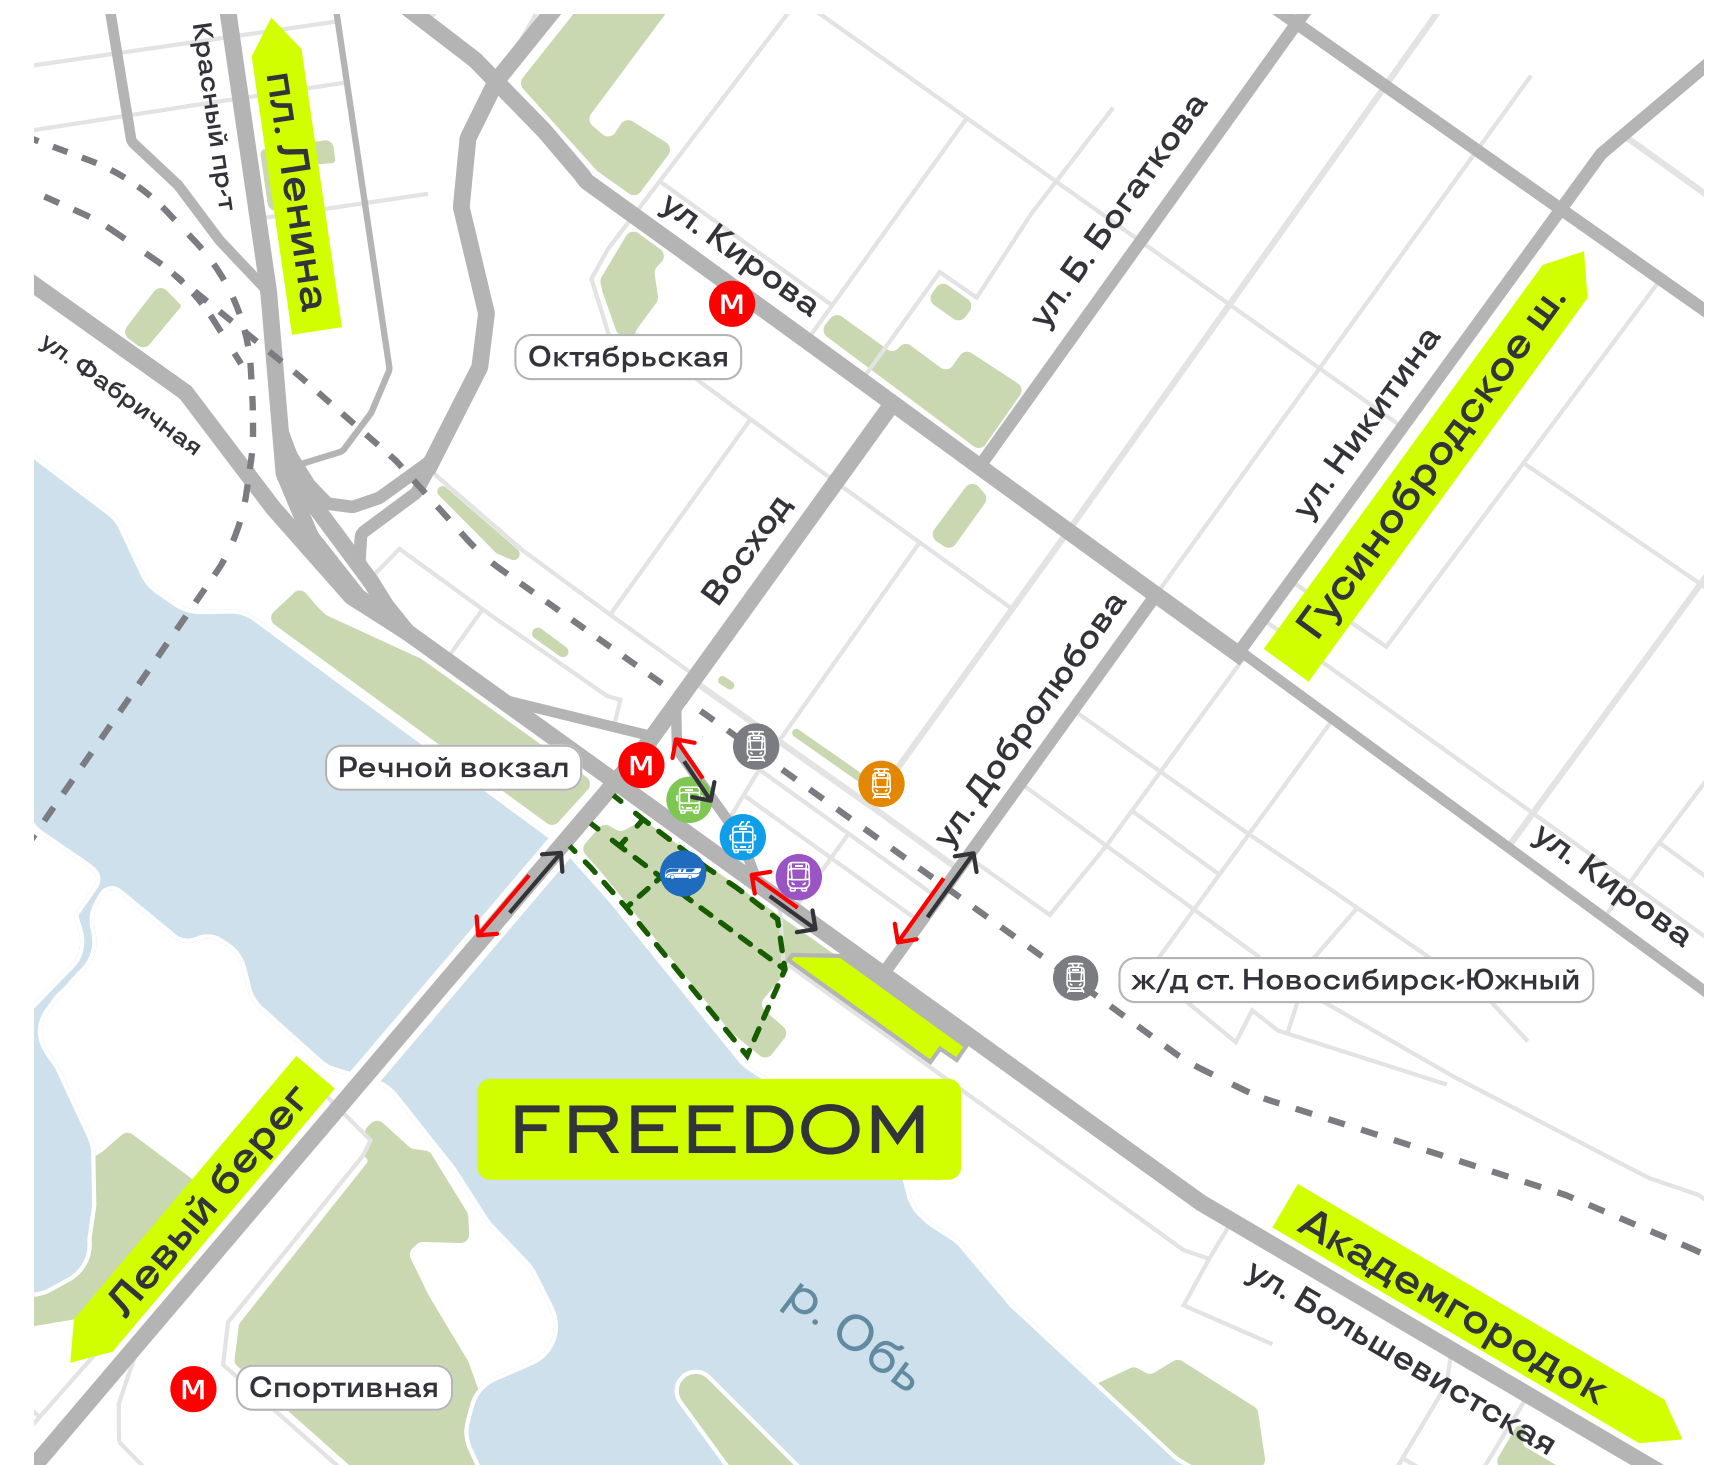 Красный пр-т
пл. Ленина
ул. Фабричная
ул. Кирова
М
Октябрьская
ул. Б. Богаткова
ул. Никитина
Гусинобродское ш.
Восход
ул. Добролюбова
Речной вокзал
М
ул. Кирова
ж/д ст. Новосибирск-Южный
FREEDOM
Левый берег
р. Обь
Академгородок
ул. Большевистская
М
Спортивная